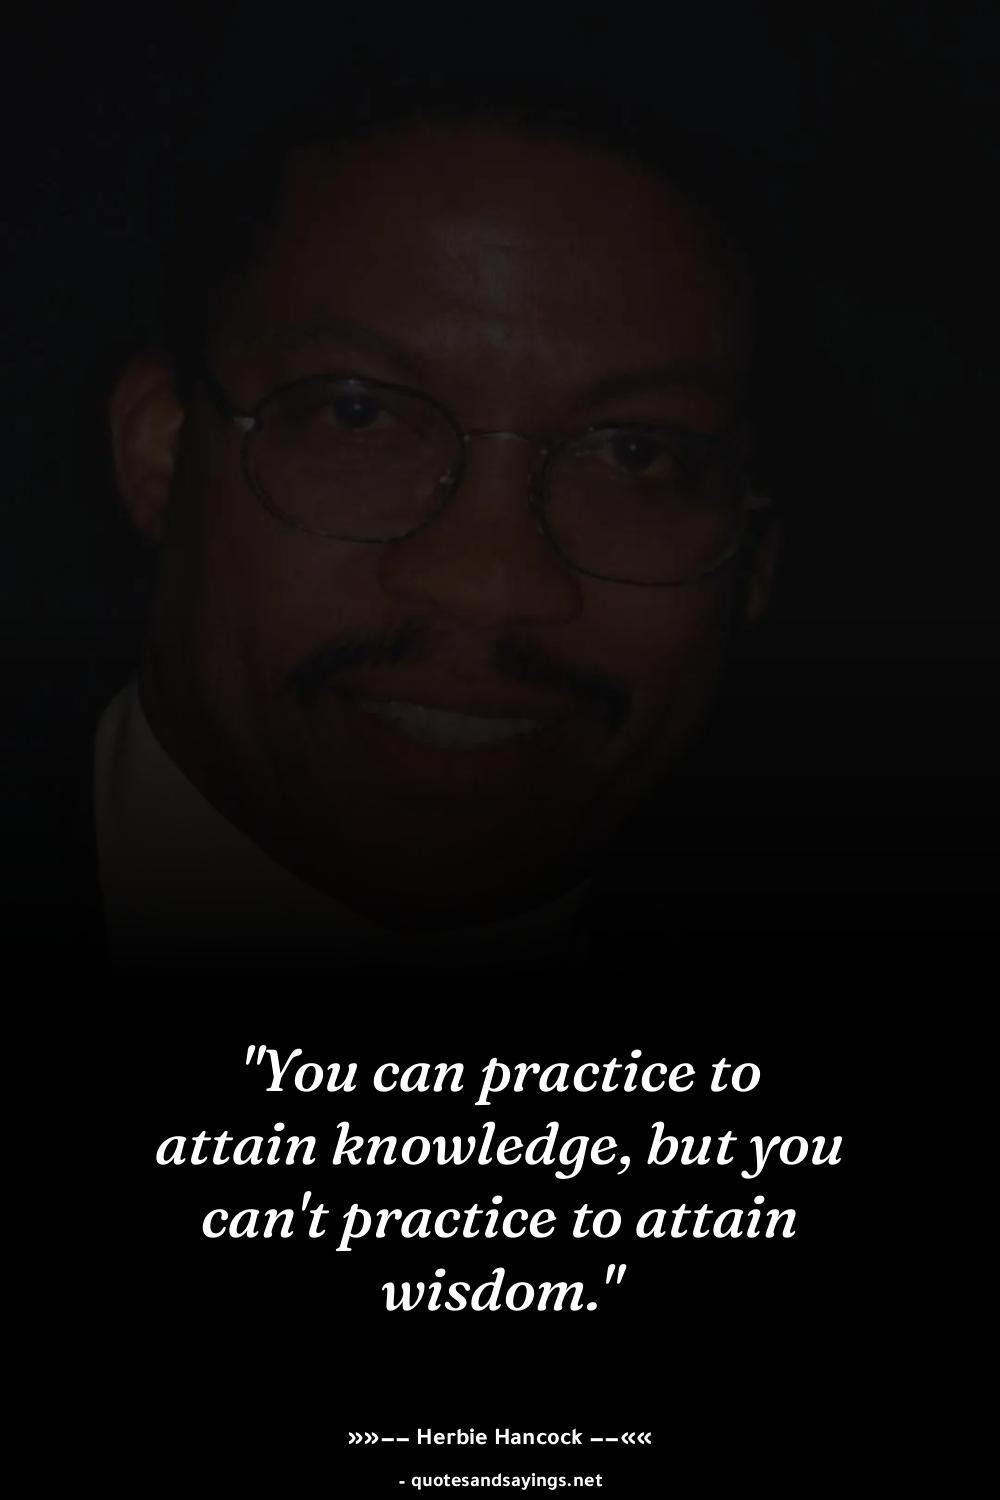 "You can practice to
attain knowledge, but you
can't practice to attain
wisdom."
»»–– Herbie Hancock ––««
- quotesandsayings.net